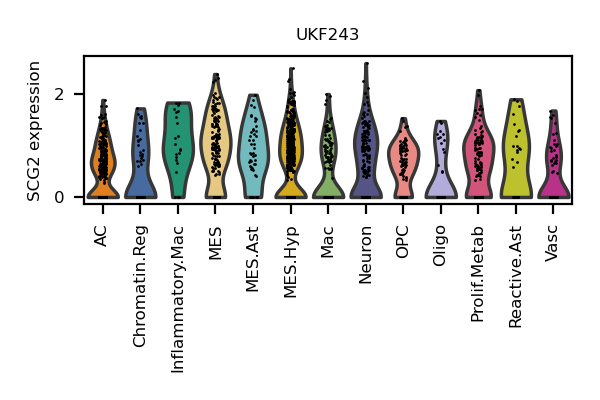 UKF243
SCG2 expression
2
0
AC
Chromatin.Reg
Inflammatory.Mac
MES
MES.Ast
MES.Hyp
Mac
Neuron
OPC
Oligo
Prolif.Metab
Reactive.Ast
Vasc